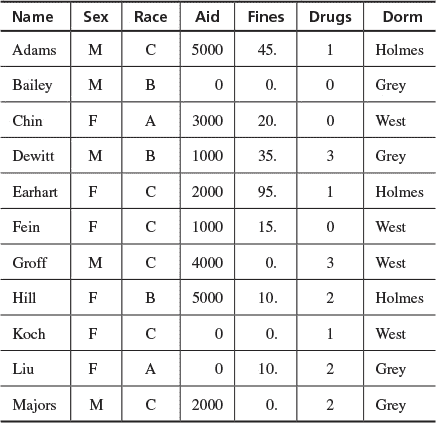 Name Sex Race Aid Fines Drugs Dorm
Adams M C 5000 45. 1 Holmes
Bailey M B 0 0. 0 Grey
Chin F A 3000 20. 0 West
Dewitt M B 1000 35. 3 Grey
Earhart F C 2000 95. 1 Holmes
Fein F C 1000 15. 0 West
Groff M C 4000 0. 3 West
Hill F B 5000 10. 2 Holmes
Koch F C 0 0. 1 West
Liu F A 0 10. 2 Grey
Majors M C 2000 0. 2 Grey